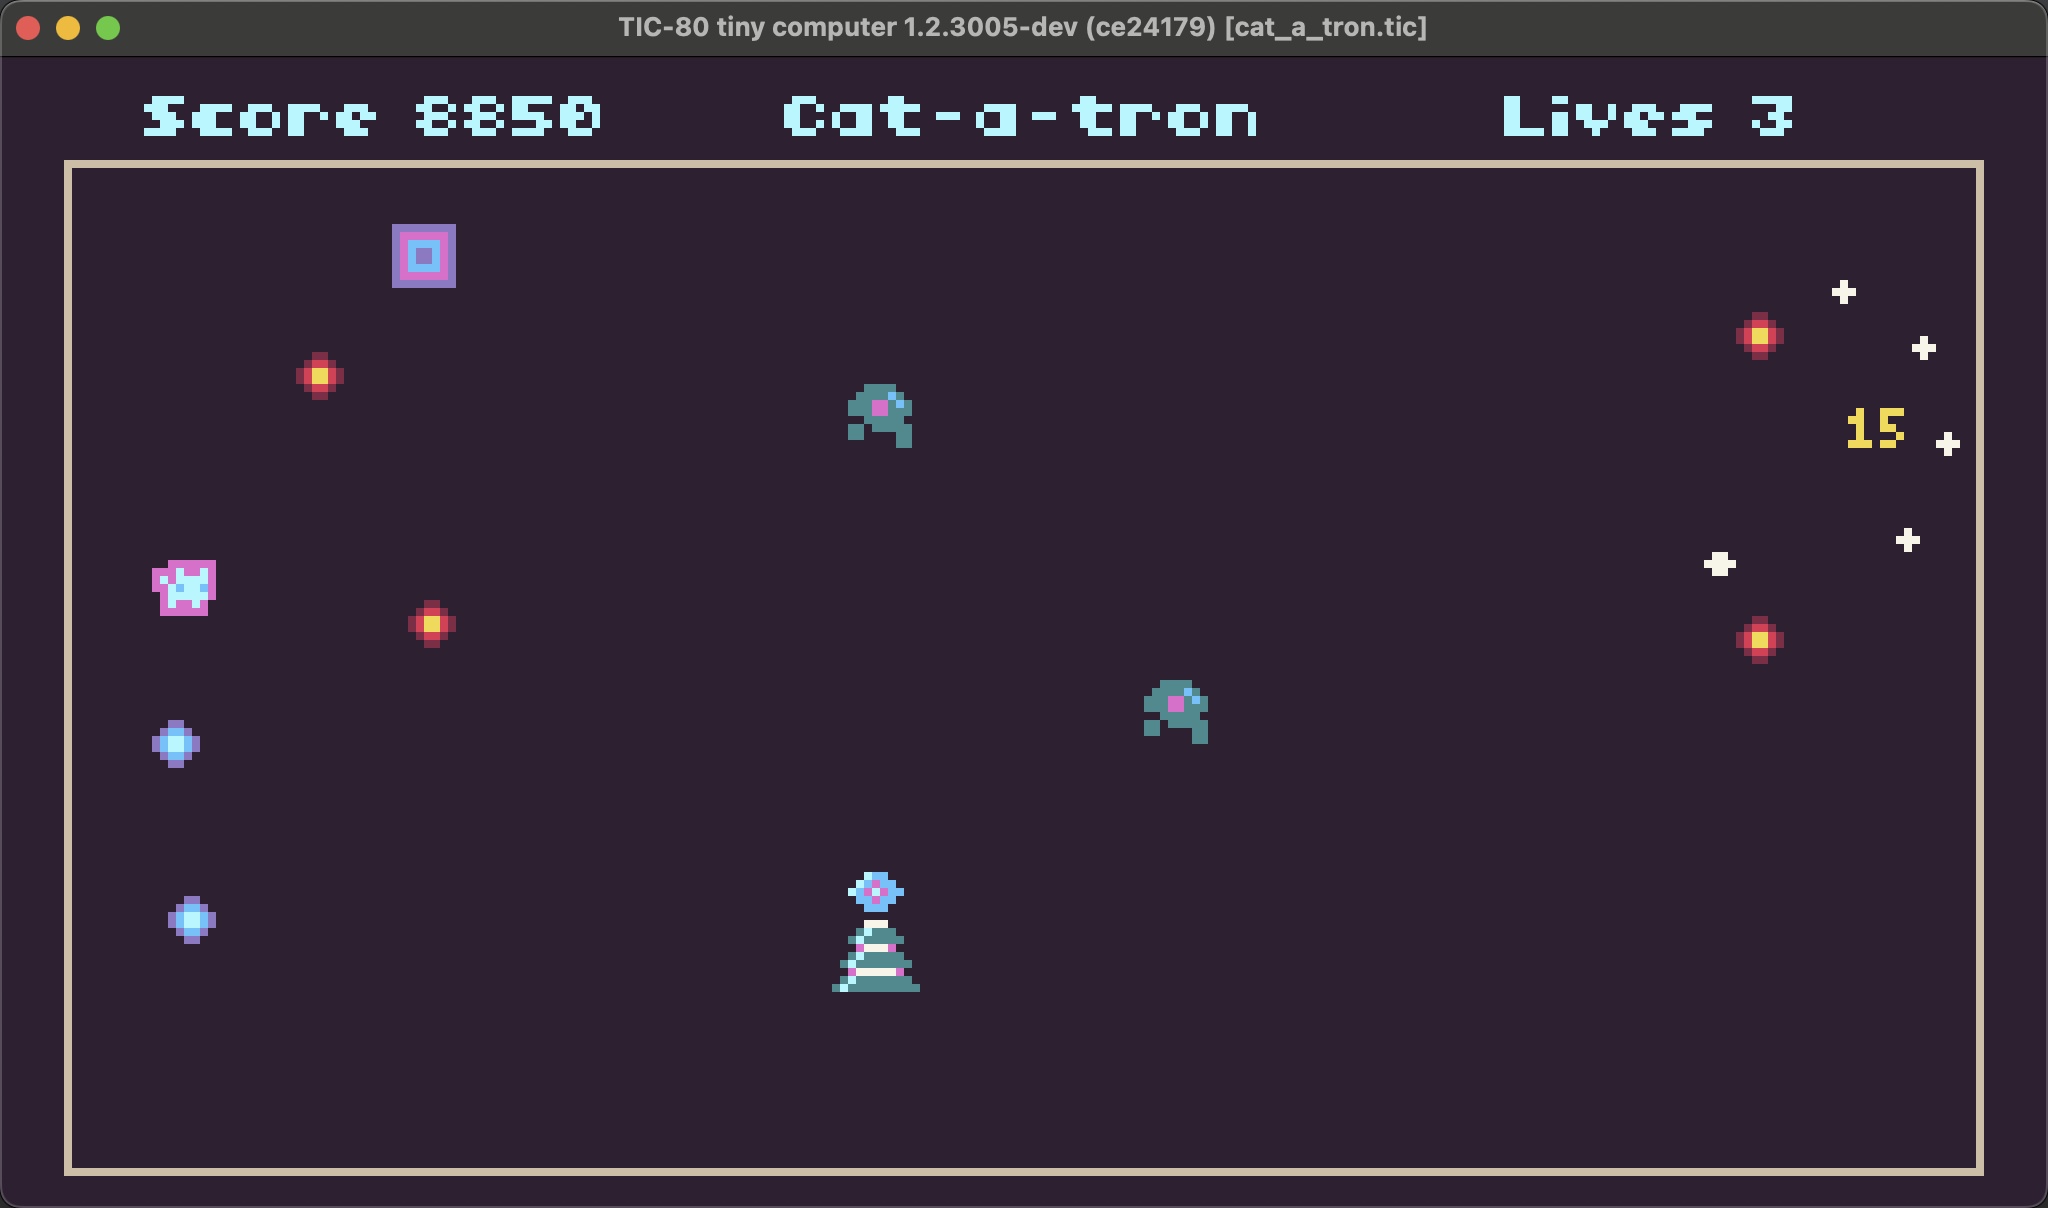 TIC-80 tiny computer 1.2.3005-dev (ce24179) [cat_a_tron.tic]
Score 8850 Cat-a-tron Lives 3
15